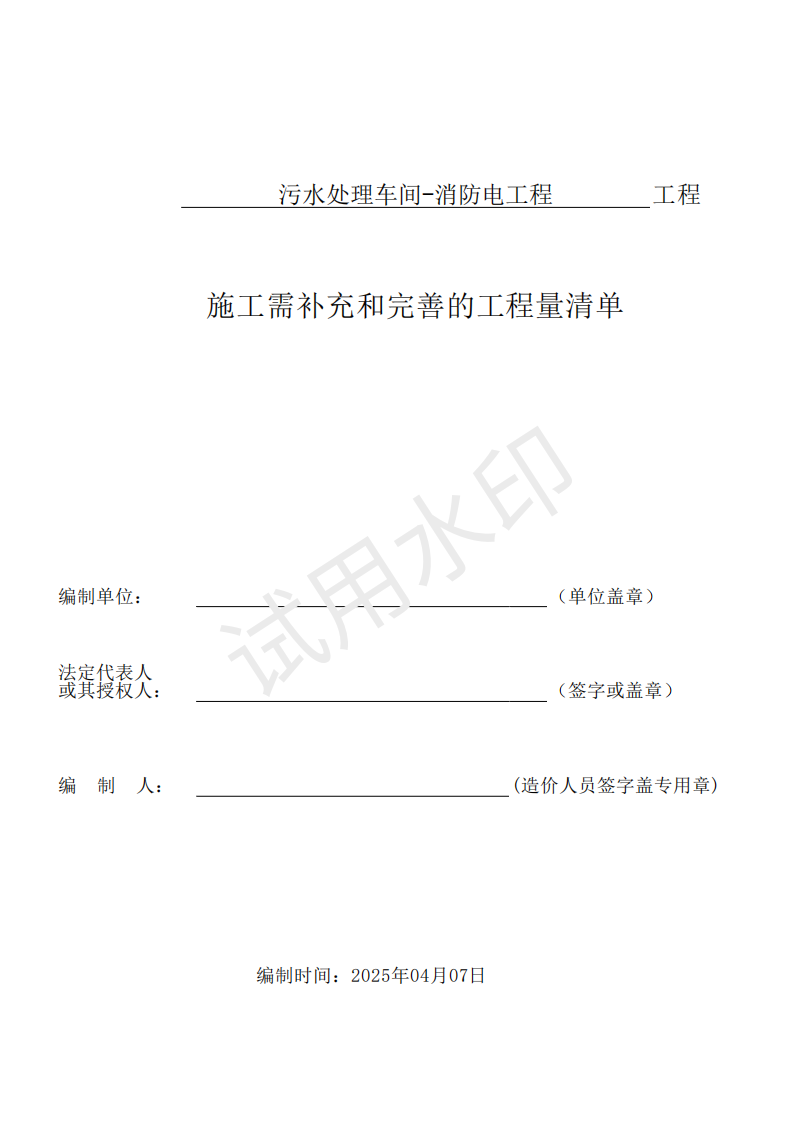 污水处理车间-消防电工程 工程
施工需补充和完善的工程量清单
试用水印
编制单位： （单位盖章）
法定代表人
或其授权人： （签字或盖章）
编 制 人： (造价人员签字盖专用章)
编制时间：2025年04月07日